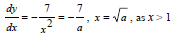 dy/dx = −7/x² = −7/a, x = √a, as x > 1